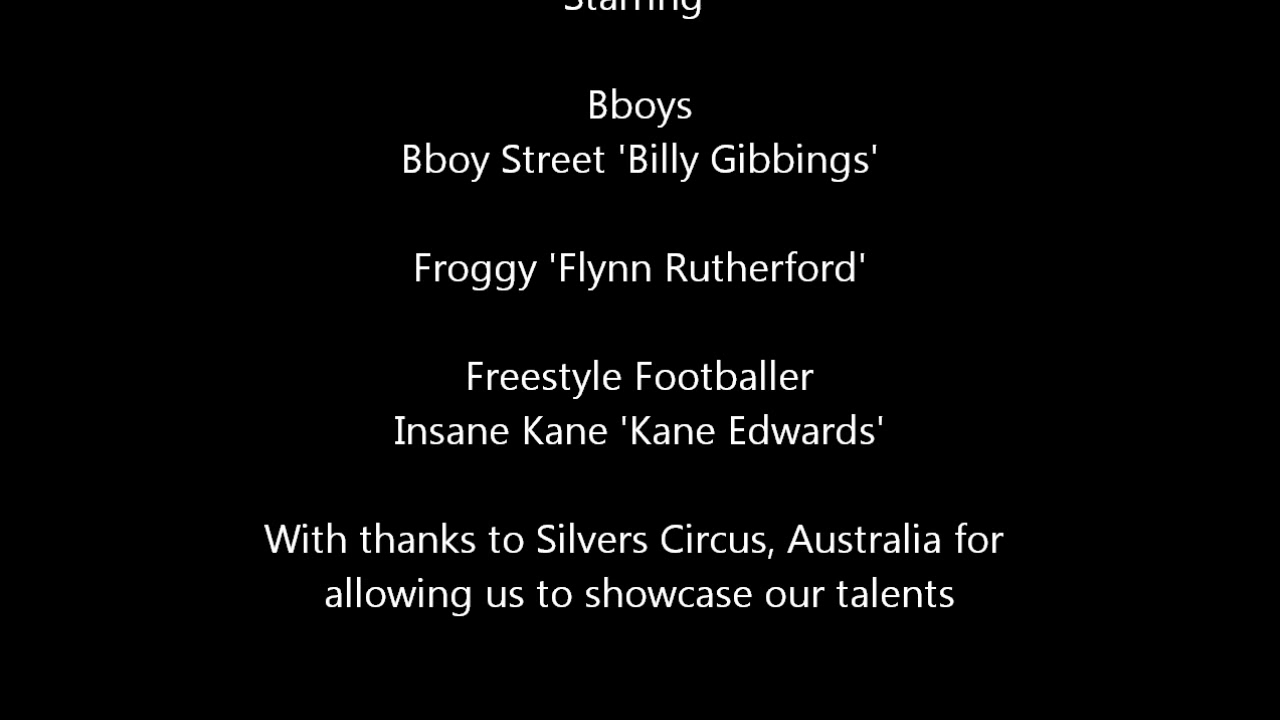 Starring
Bboys
Bboy Street 'Billy Gibbings'
Froggy 'Flynn Rutherford'
Freestyle Footballer
Insane Kane 'Kane Edwards'
With thanks to Silvers Circus, Australia for
allowing us to showcase our talents